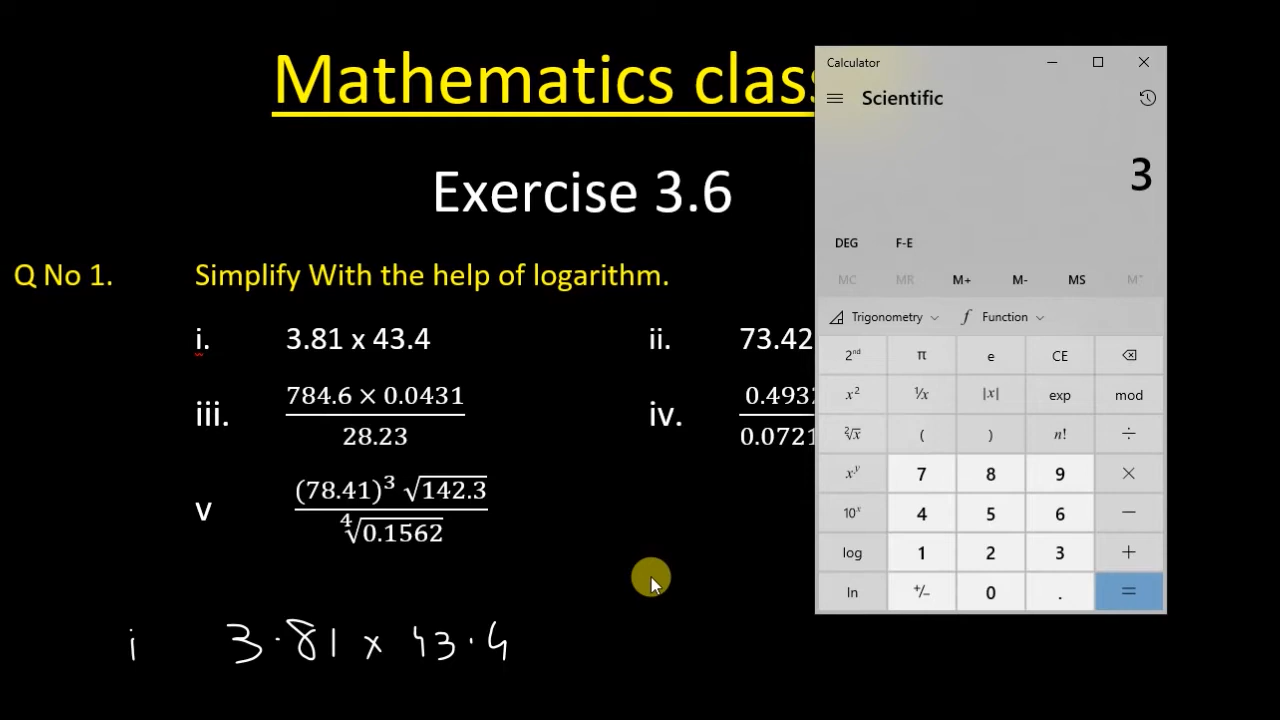 Mathematics clas
Exercise 3.6
Q No 1. Simplify With the help of logarithm.
i. 3.81 x 43.4 ii. 73.42
iii. 784.6 × 0.0431 / 28.23 iv. 0.493 / 0.0721
v (78.41)³ √142.3 / ∜0.1562
i 3.81 x 43.4
Calculator
Scientific
3
DEG F-E
MC MR M+ M- MS M˅
Trigonometry f Function
2ⁿᵈ π e CE
x² ¹/x |x| exp mod
²√x ( ) n! ÷
xʸ 7 8 9 ×
10ˣ 4 5 6 −
log 1 2 3 +
ln +/− 0 . =